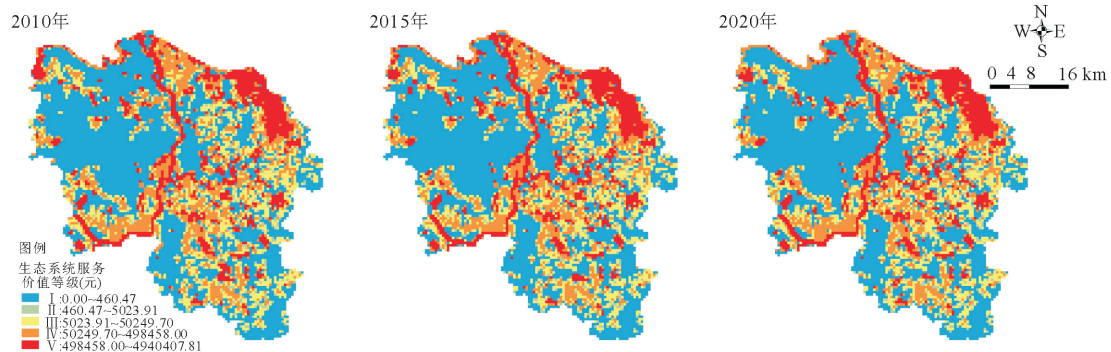 2010年
2015年
2020年
N
W E
S
0 4 8 16 km
图例
生态系统服务
价值等级(元)
Ⅰ:0.00~460.47
Ⅱ:460.47~5023.91
Ⅲ:5023.91~50249.70
Ⅳ:50249.70~498458.00
Ⅴ:498458.00~4940407.81